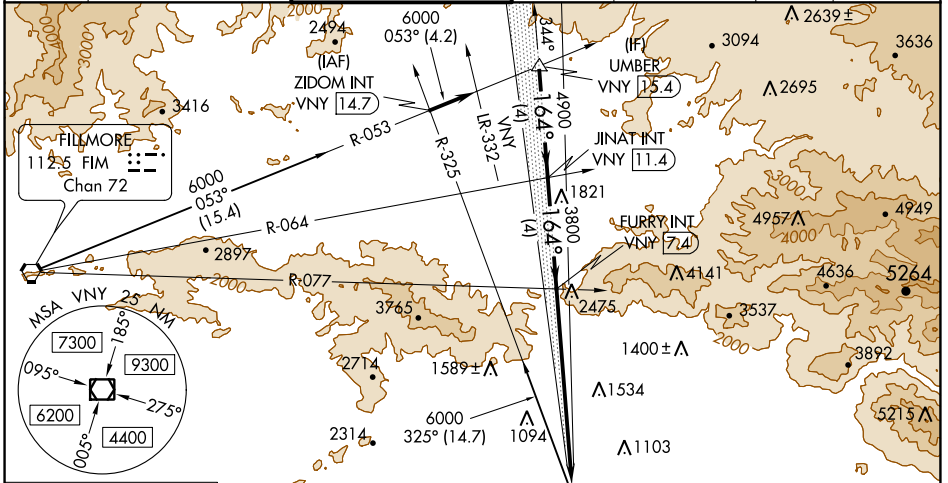 2494
6000
053° (4.2)
2639±
3094
3636
(IAF)
ZIDOM INT
VNY 14.7
344°
(IF)
UMBER
VNY 15.4
2695
3416
4900
164°
(4)
VNY
LR-332
R-053
R-325
FILLMORE
112.5 FIM
Chan 72
JINAT INT
VNY 11.4
6000
053°
(15.4)
R-064
1821
3800
164°
(4)
3000
4957
4949
4000
FURRY INT
VNY 7.4
2897
2000
R-077
4141
4636
5264
2475
3765
3537
2000
MSA VNY 25 NM
7300
185°
9300
095°
275°
6200
4400
005°
2714
1589±
1400±
3892
1534
6000
325° (14.7)
1094
5215
2314
1103